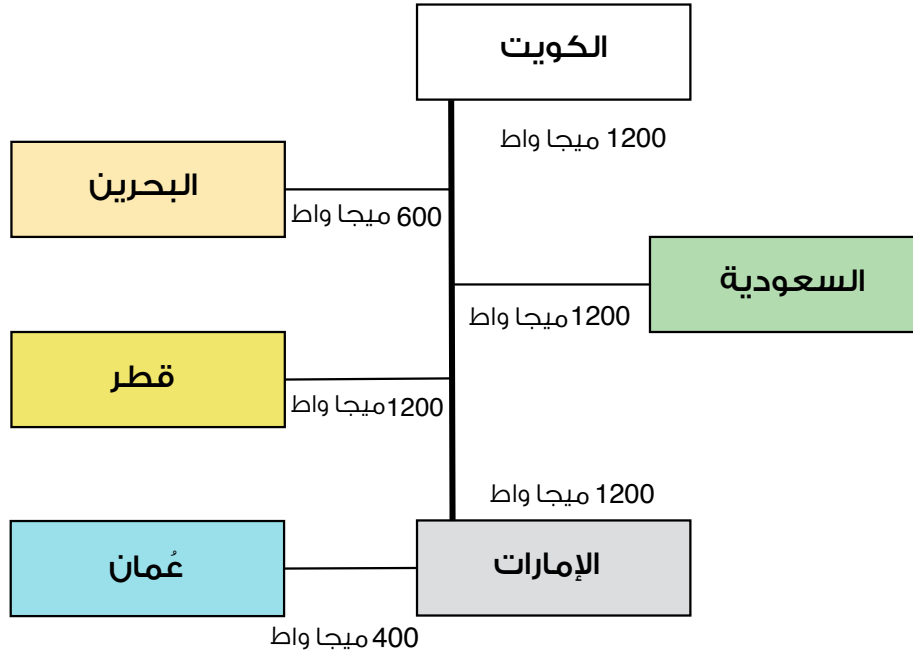 الكويت
1200 ميجا واط
البحرين
600 ميجا واط
السعودية
1200 ميجا واط
قطر
1200 ميجا واط
1200 ميجا واط
عُمان
الإمارات
400 ميجا واط